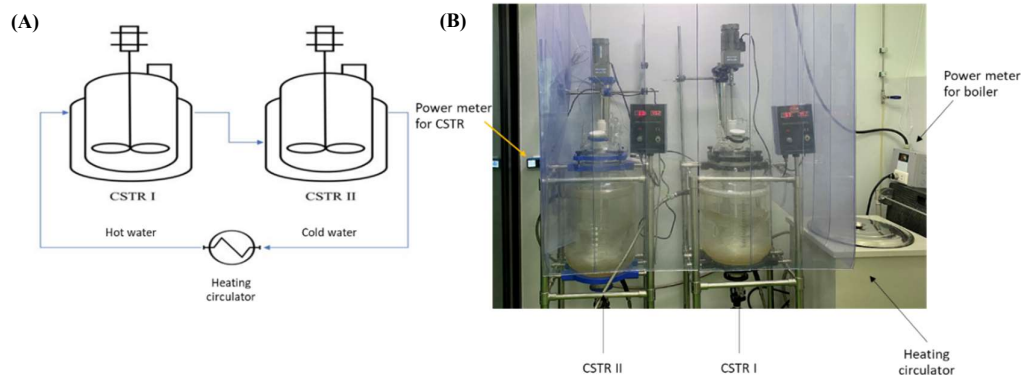 (A)
CSTR I
CSTR II
Hot water
Cold water
Heating
circulator
(B)
Power meter
for CSTR
Power meter
for boiler
CSTR II
CSTR I
Heating
circulator